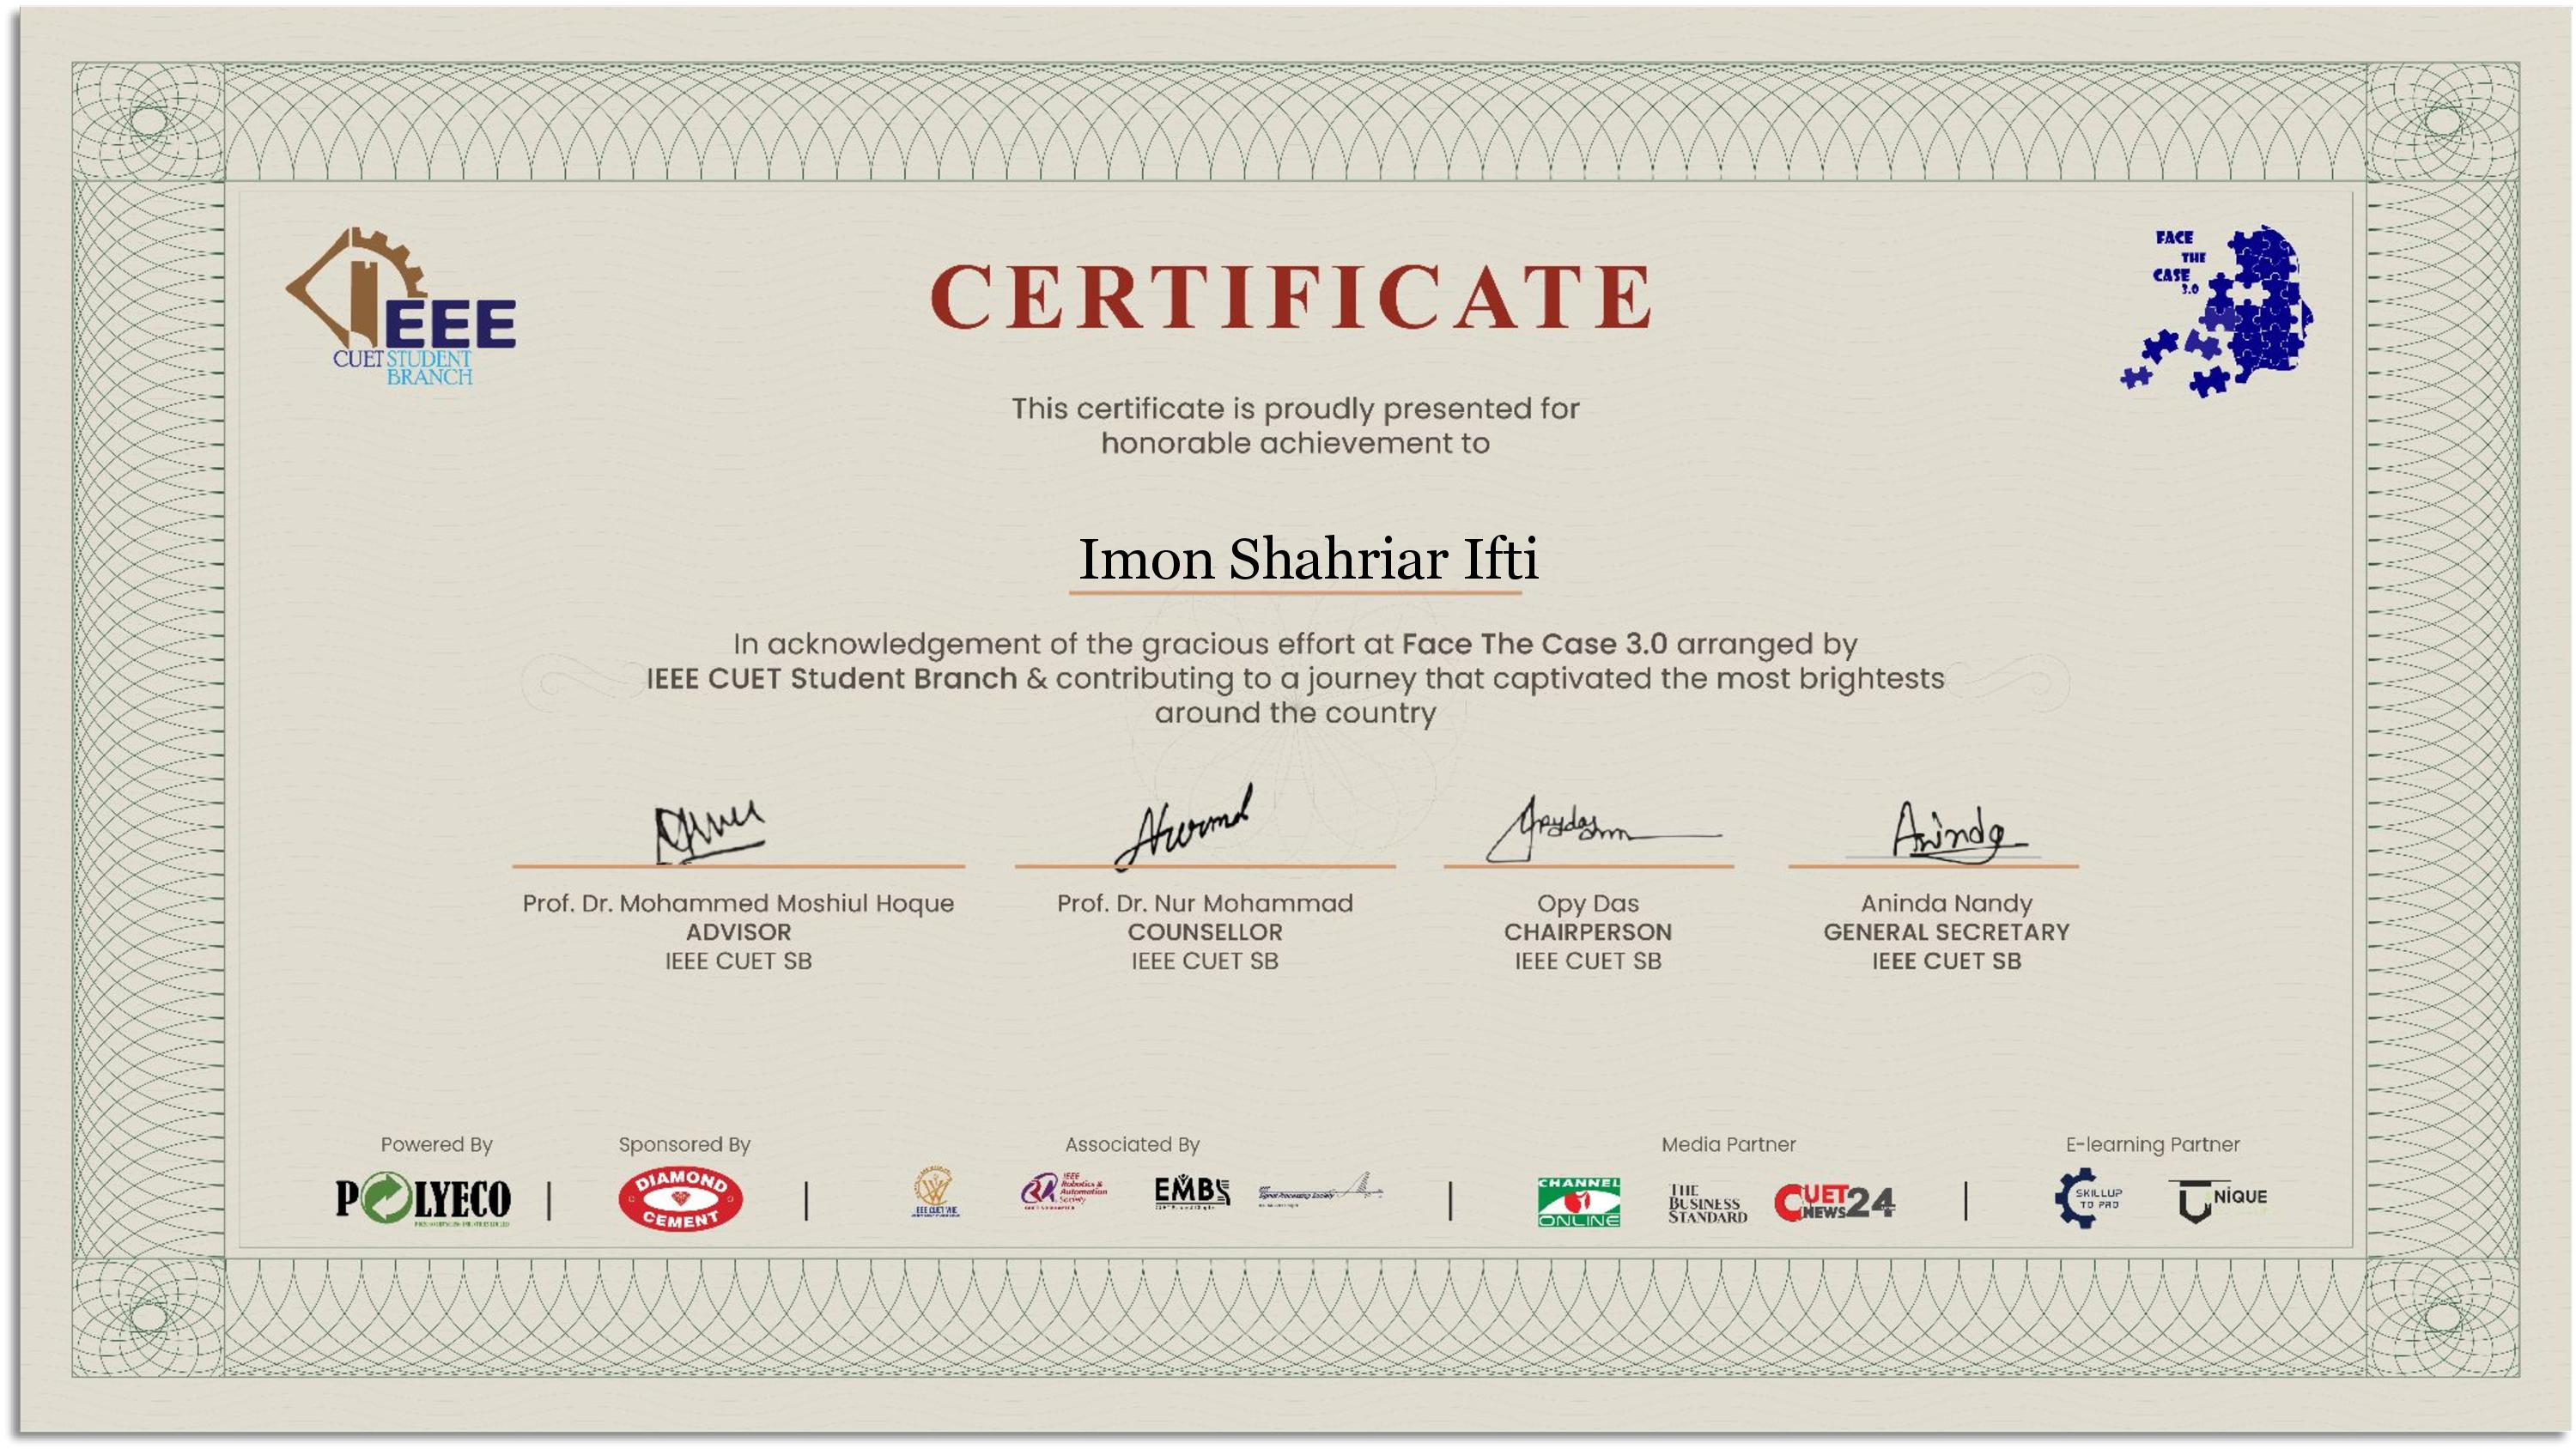 IEEE
CUET STUDENT
BRANCH
FACE
THE
CASE
3.0
CERTIFICATE
This certificate is proudly presented for
honorable achievement to
Imon Shahriar Ifti
In acknowledgement of the gracious effort at Face The Case 3.0 arranged by
IEEE CUET Student Branch & contributing to a journey that captivated the most brightests
around the country
Aninda
Prof. Dr. Mohammed Moshiul Hoque
ADVISOR
IEEE CUET SB
Prof. Dr. Nur Mohammad
COUNSELLOR
IEEE CUET SB
Opy Das
CHAIRPERSON
IEEE CUET SB
Aninda Nandy
GENERAL SECRETARY
IEEE CUET SB
Powered By
POLYECO
Sponsored By
DIAMOND
CEMENT
Associated By
IEEE CUET WIE
IEEE
Robotics &
Automation
Society
EMBS
Signal Processing Society
Media Partner
CHANNEL
ONLINE
THE
BUSINESS
STANDARD
CUET
NEWS24
E-learning Partner
SKILLUP
TO PRO
UNIQUE